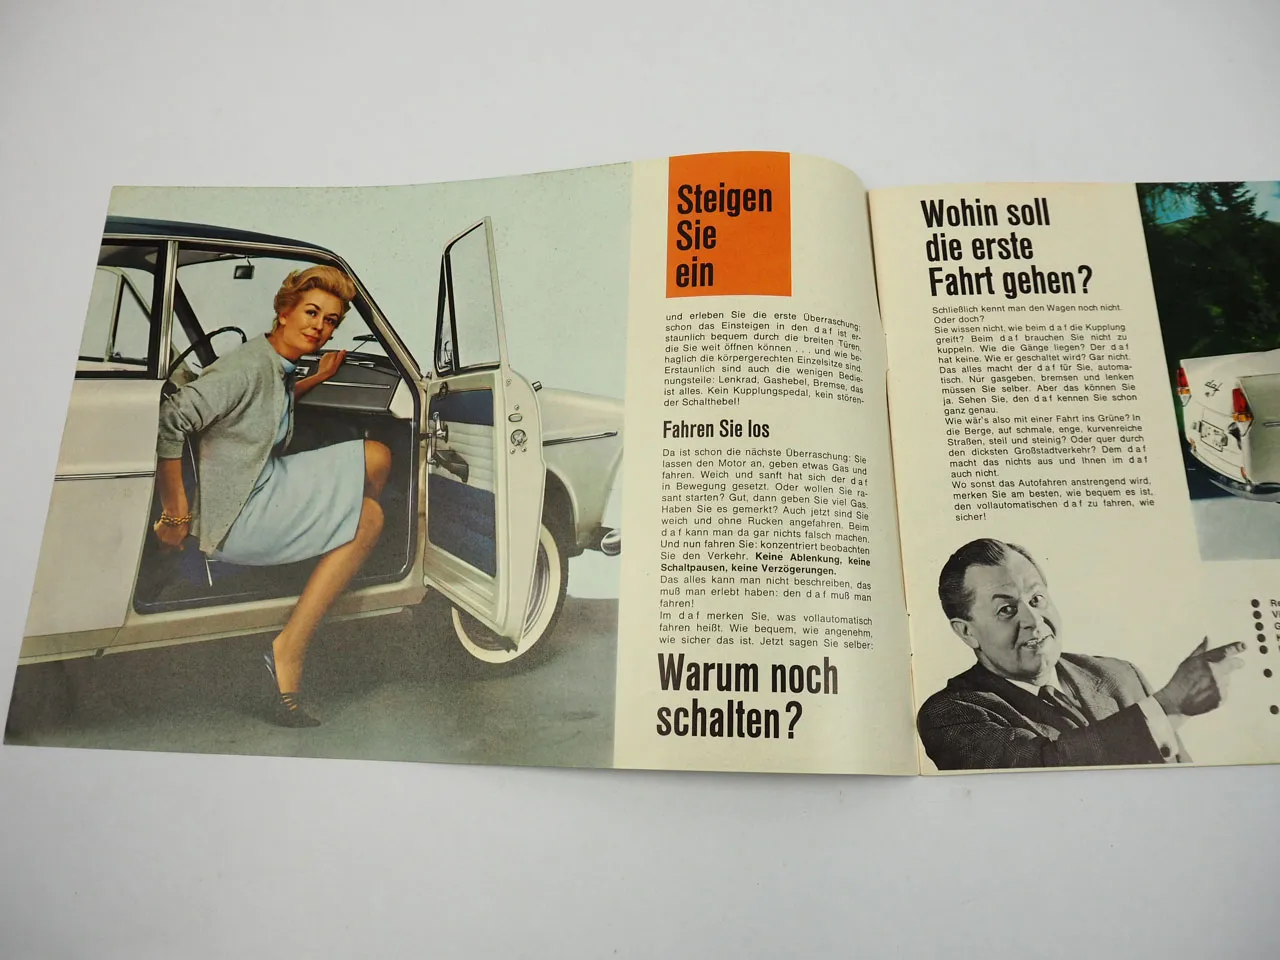 Steigen
Sie
ein
und erleben Sie die erste Überraschung:
schon das Einsteigen in den daf ist er-
staunlich bequem durch die breiten Türen,
die Sie weit öffnen können . . . und wie be-
haglich die körpergerechten Einzelsitze sind.
Erstaunlich sind auch die wenigen Bedie-
nungsteile: Lenkrad, Gashebel, Bremse, das
ist alles. Kein Kupplungspedal, kein stören-
der Schalthebel!
Fahren Sie los
Da ist schon die nächste Überraschung: Sie
lassen den Motor an, geben etwas Gas und
fahren. Weich und sanft hat sich der daf
in Bewegung gesetzt. Oder wollen Sie ra-
sant starten? Gut, dann geben Sie viel Gas.
Haben Sie es gemerkt? Auch jetzt sind Sie
weich und ohne Rucken angefahren. Beim
daf kann man da gar nichts falsch machen.
Und nun fahren Sie: konzentriert beobachten
Sie den Verkehr. Keine Ablenkung, keine
Schaltpausen, keine Verzögerungen.
Das alles kann man nicht beschreiben, das
muß man erlebt haben: den daf muß man
fahren!
Im daf merken Sie, was vollautomatisch
fahren heißt. Wie bequem, wie angenehm,
wie sicher das ist. Jetzt sagen Sie selber:
Warum noch
schalten?
Wohin soll
die erste
Fahrt gehen?
Schließlich kennt man den Wagen noch nicht.
Oder doch?
Sie wissen nicht, wie beim daf die Kupplung
greift? Beim daf brauchen Sie nicht zu
kuppeln. Wie die Gänge liegen? Der daf
hat keine. Wie er geschaltet wird? Gar nicht.
Das alles macht der daf für Sie, automa-
tisch. Nur gasgeben, bremsen und lenken
müssen Sie selber. Aber das können Sie
ja. Sehen Sie, den daf kennen Sie schon
ganz genau.
Wie wär's also mit einer Fahrt ins Grüne? In
die Berge, auf schmale, enge, kurvenreiche
Straßen, steil und steinig? Oder quer durch
den dicksten Großstadtverkehr? Dem daf
macht das nichts aus und Ihnen im daf
auch nicht.
Wo sonst das Autofahren anstrengend wird,
merken Sie am besten, wie bequem es ist,
den vollautomatischen daf zu fahren, wie
sicher!
daf